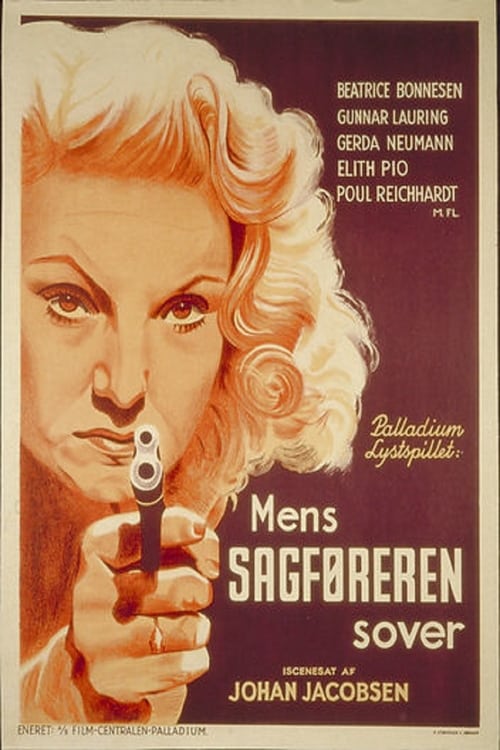 BEATRICE BONNESEN
GUNNAR LAURING
GERDA NEUMANN
ELITH PIO
POUL REICHHARDT
M. FL.
Palladium
Lystspillet:
Mens
SAGFØREREN
sover
ISCENESAT AF
JOHAN JACOBSEN
ENERET: A/S FILM-CENTRALEN-PALLADIUM.